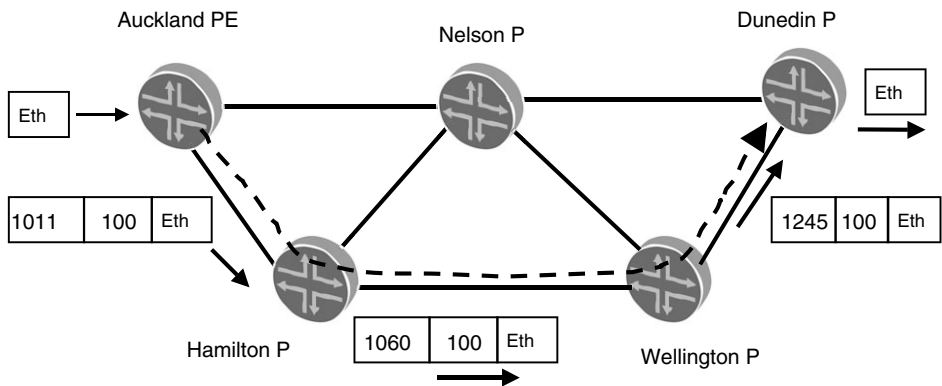 Auckland PE
Nelson P
Dunedin P
Eth
Eth
1011 100 Eth
1245 100 Eth
1060 100 Eth
Hamilton P
Wellington P